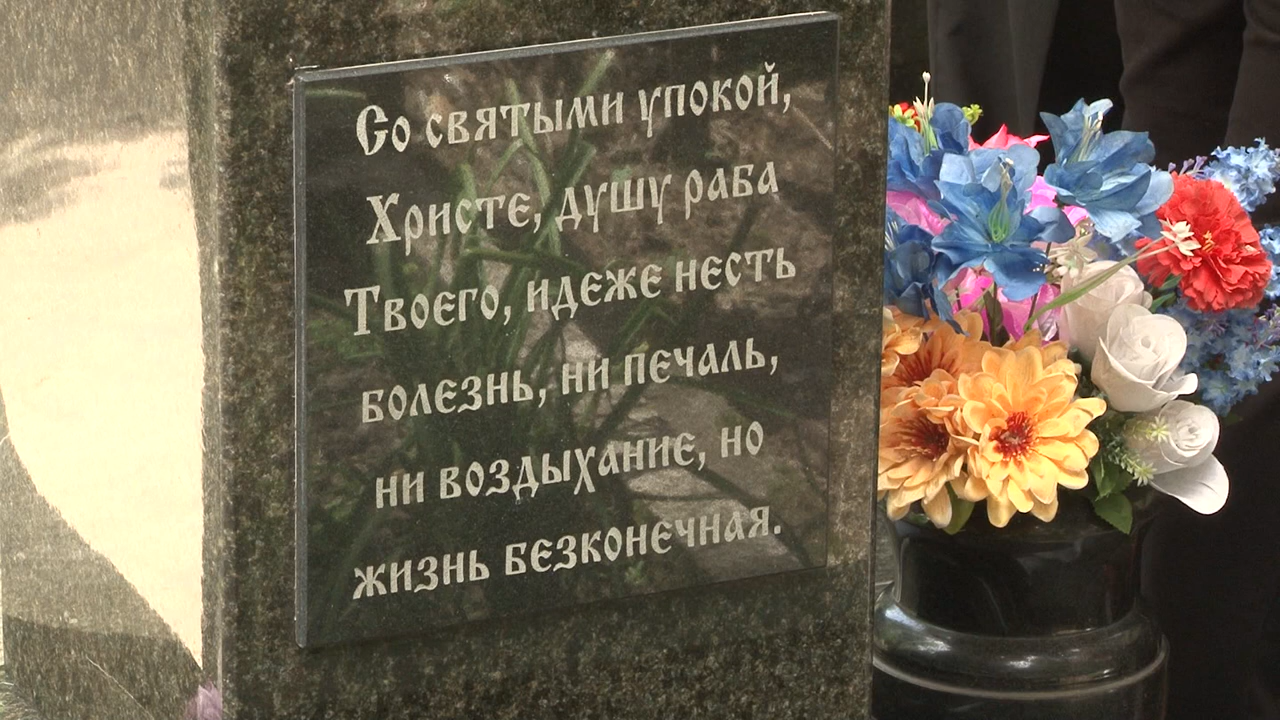 Со святыми упокой,
Христе, душу раба
Твоего, идеже несть
болезнь, ни печаль,
ни воздыхание, но
жизнь безконечная.